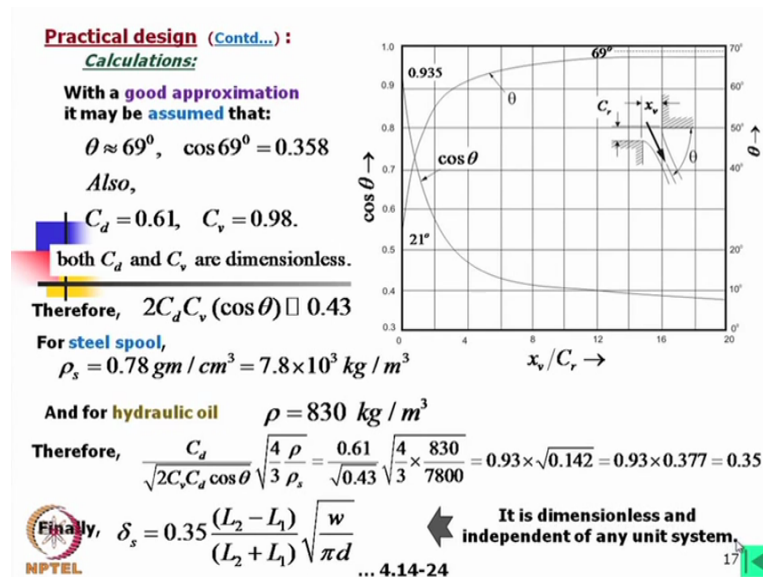 Practical design (Contd...) :
Calculations:
With a good approximation
it may be assumed that:
θ ≈ 69⁰, cos69⁰ = 0.358
Also,
C_d = 0.61, C_v = 0.98.
both C_d and C_v are dimensionless.
Therefore, 2C_dC_v(cosθ)□ 0.43
For steel spool,
ρ_s = 0.78 gm / cm³ = 7.8×10³ kg / m³
And for hydraulic oil ρ = 830 kg / m³
Therefore, C_d / √(2C_vC_d cosθ) √(4/3 ρ/ρ_s) = 0.61/√0.43 √(4/3 × 830/7800) = 0.93×√0.142 = 0.93×0.377 = 0.35
Finally, δ_s = 0.35 (L₂ − L₁)/(L₂ + L₁) √(w/πd)
It is dimensionless and
independent of any unit system.
... 4.14-24
17
NPTEL
1.0
0.9
0.8
0.7
0.6
0.5
0.4
0.3
cos θ →
0
4
8
12
16
20
x_v/C_r →
70⁰
60⁰
50⁰
40⁰
20⁰
10⁰
0⁰
θ →
69⁰
0.935
θ
cos θ
21⁰
C_r
x_v
θ